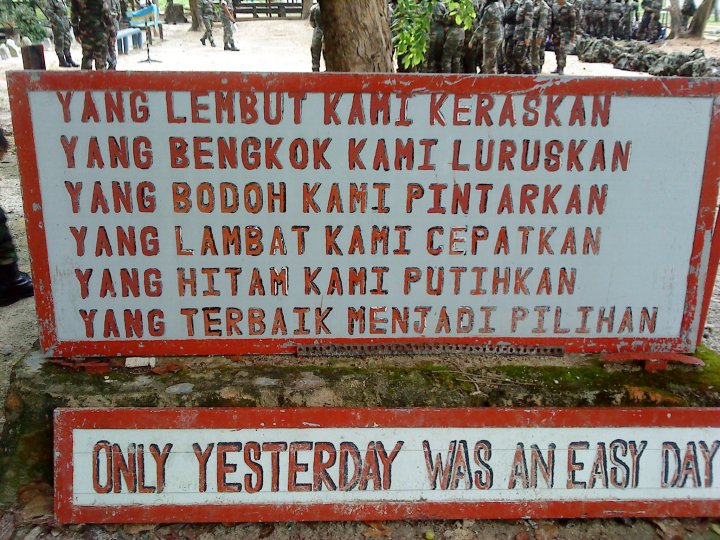 YANG LEMBUT KAMI KERASKAN
YANG BENGKOK KAMI LURUSKAN
YANG BODOH KAMI PINTARKAN
YANG LAMBAT KAMI CEPATKAN
YANG HITAM KAMI PUTIHKAN
YANG TERBAIK MENJADI PILIHAN
ONLY YESTERDAY WAS AN EASY DAY